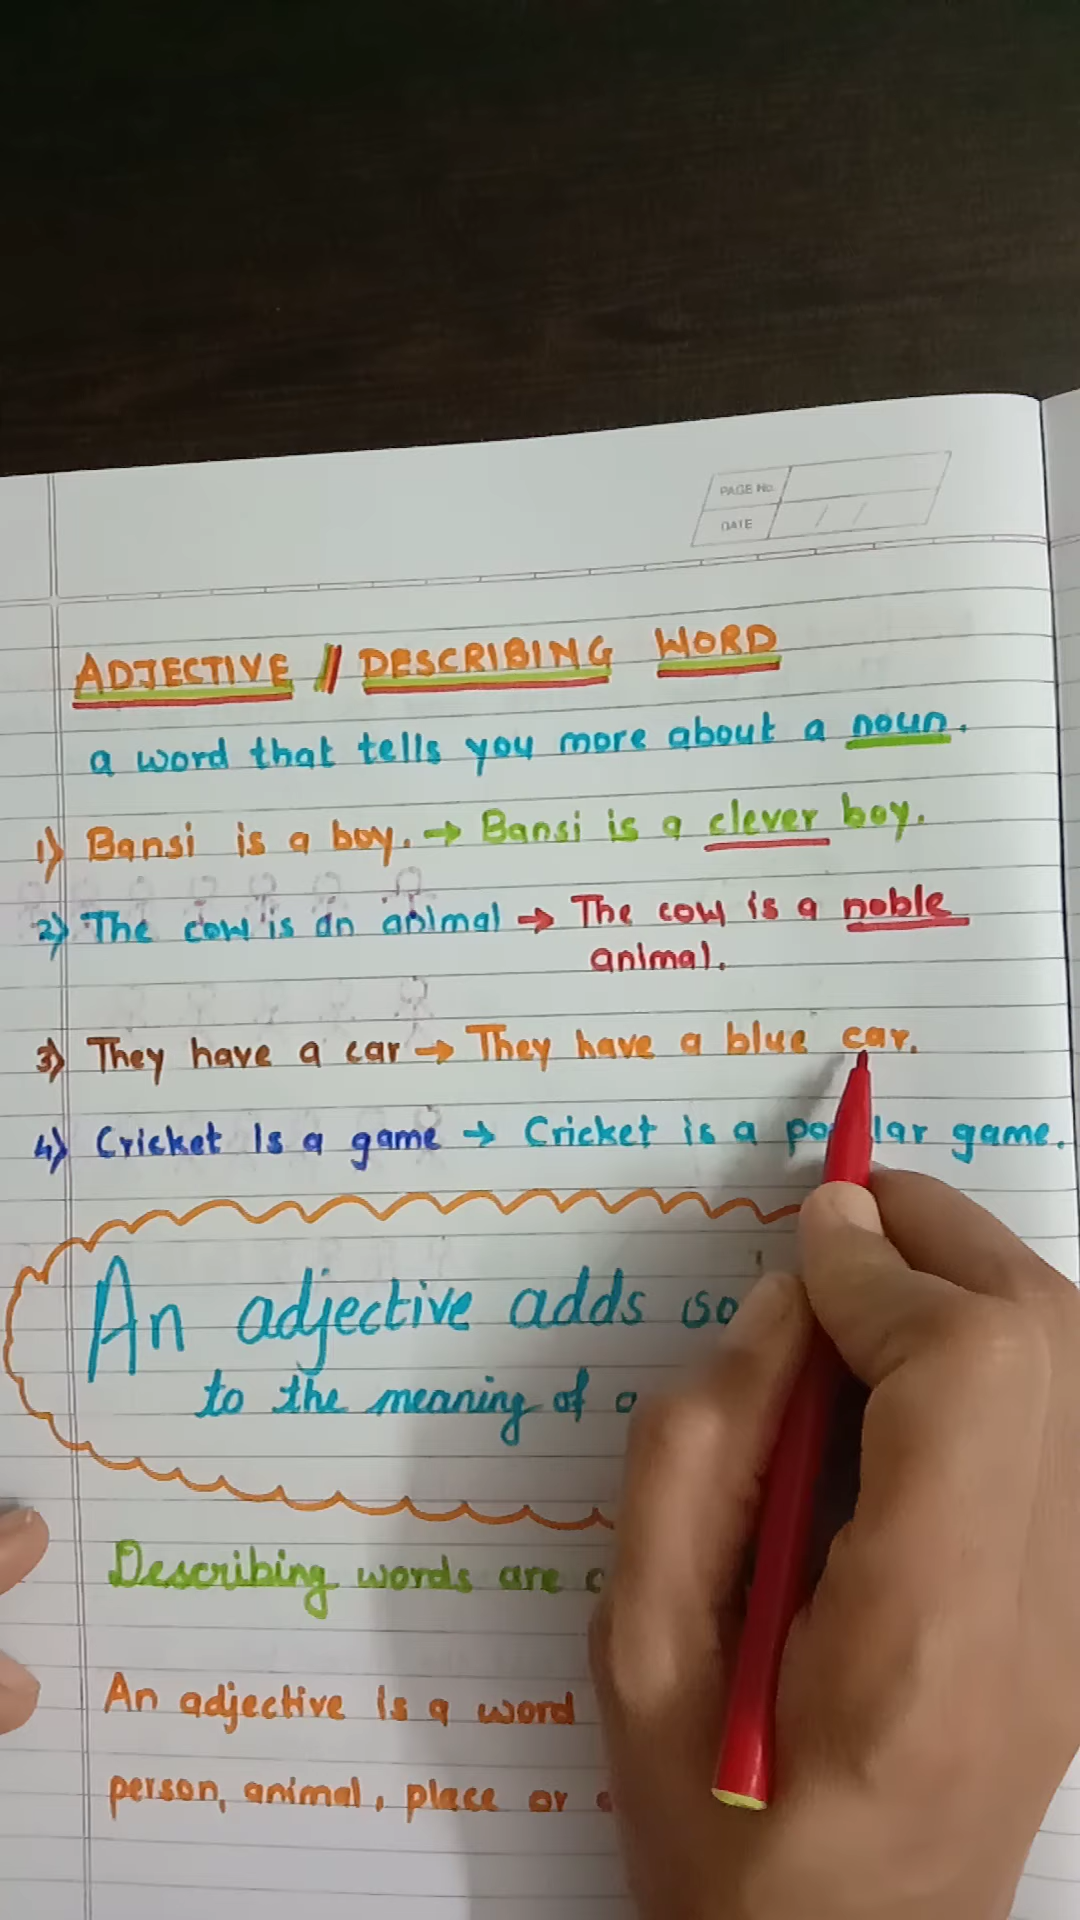 PAGE No.
DATE / /
ADJECTIVE // DESCRIBING WORD
a word that tells you more about a noun.
1) Bansi is a boy. → Bansi is a clever boy.
2) The cow is an animal → The cow is a noble
animal.
3) They have a car → They have a blue car.
4) Cricket is a game → Cricket is a game.
An adjective adds
to the meaning of
Describing words are
An adjective is a word
person, animal, place or